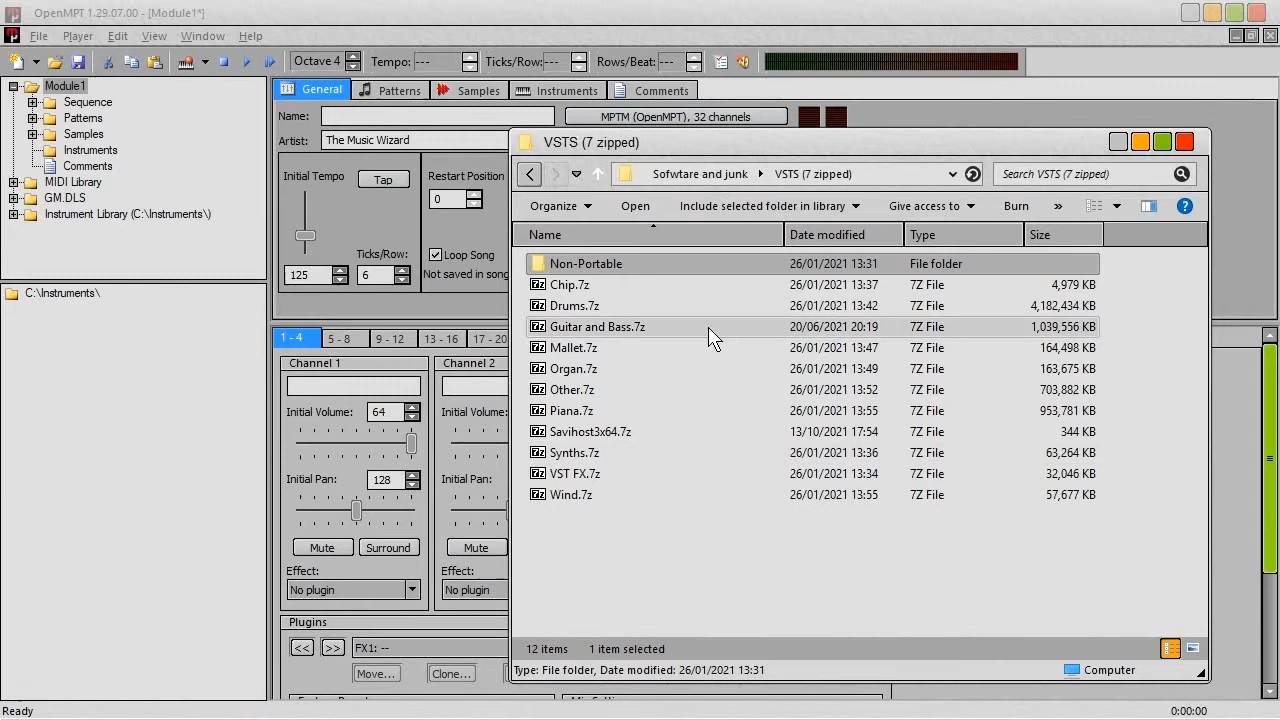 OpenMPT 1.29.07.00 - [Module1*]
File Player Edit View Window Help
Octave 4 Tempo: --- Ticks/Row: --- Rows/Beat: ---
Module1
Sequence
Patterns
Samples
Instruments
Comments
MIDI Library
GM.DLS
Instrument Library (C:\Instruments\)
C:\Instruments\
General Patterns Samples Instruments Comments
Name: MPTM (OpenMPT), 32 channels
Artist: The Music Wizard
Initial Tempo Tap Restart Position
0
Ticks/Row: Loop Song
125 6 Not saved in song
1 - 4 5 - 8 9 - 12 13 - 16 17 - 20
Channel 1 Channel 2
Initial Volume: 64 Initial Volume:
Initial Pan: 128 Initial Pan:
Mute Surround Mute
Effect: Effect:
No plugin No plugin
Plugins
<< >> FX1: --
Move... Clone...
VSTS (7 zipped)
Sofwtare and junk VSTS (7 zipped) Search VSTS (7 zipped)
Organize Open Include selected folder in library Give access to Burn »
Name Date modified Type Size
Non-Portable 26/01/2021 13:31 File folder
Chip.7z 26/01/2021 13:37 7Z File 4,979 KB
Drums.7z 26/01/2021 13:42 7Z File 4,182,434 KB
Guitar and Bass.7z 20/06/2021 20:19 7Z File 1,039,556 KB
Mallet.7z 26/01/2021 13:47 7Z File 164,498 KB
Organ.7z 26/01/2021 13:49 7Z File 163,675 KB
Other.7z 26/01/2021 13:52 7Z File 703,882 KB
Piana.7z 26/01/2021 13:55 7Z File 953,781 KB
Savihost3x64.7z 13/10/2021 17:54 7Z File 344 KB
Synths.7z 26/01/2021 13:36 7Z File 63,264 KB
VST FX.7z 26/01/2021 13:34 7Z File 32,046 KB
Wind.7z 26/01/2021 13:55 7Z File 57,677 KB
12 items 1 item selected
Type: File folder, Date modified: 26/01/2021 13:31 Computer
Ready 0:00:00